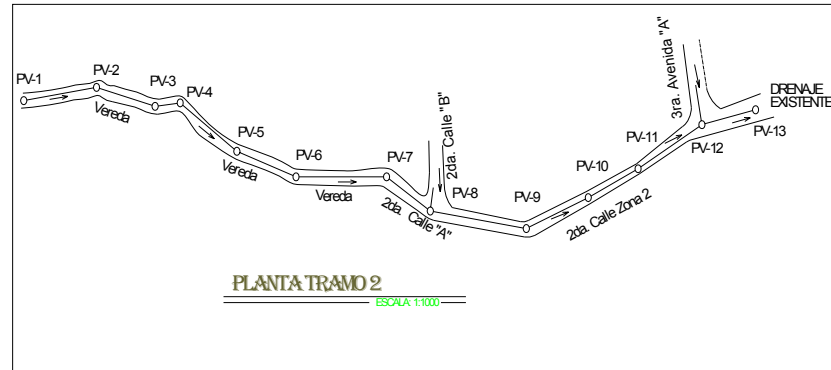 PV-1
PV-2
PV-3
PV-4
Vereda
PV-5
Vereda
PV-6
Vereda
PV-7
2da. Calle "A"
2da. Calle "B"
PV-8
PV-9
PV-10
2da. Calle Zona 2
PV-11
3ra. Avenida "A"
PV-12
DRENAJE
EXISTENTE
PV-13
PLANTA TRAMO 2
ESCALA: 1:1000